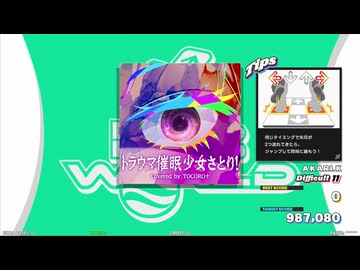 Tips
トラウマ催眠少女さとり!
Covered by TOCORO↑
同じタイミングで矢印が
2つ流れてきたら、
ジャンプして同時に踏もう!
AKARI.K
Difficult 11
BEST SCORE
0
TARGET SCORE
987,080
WORLD